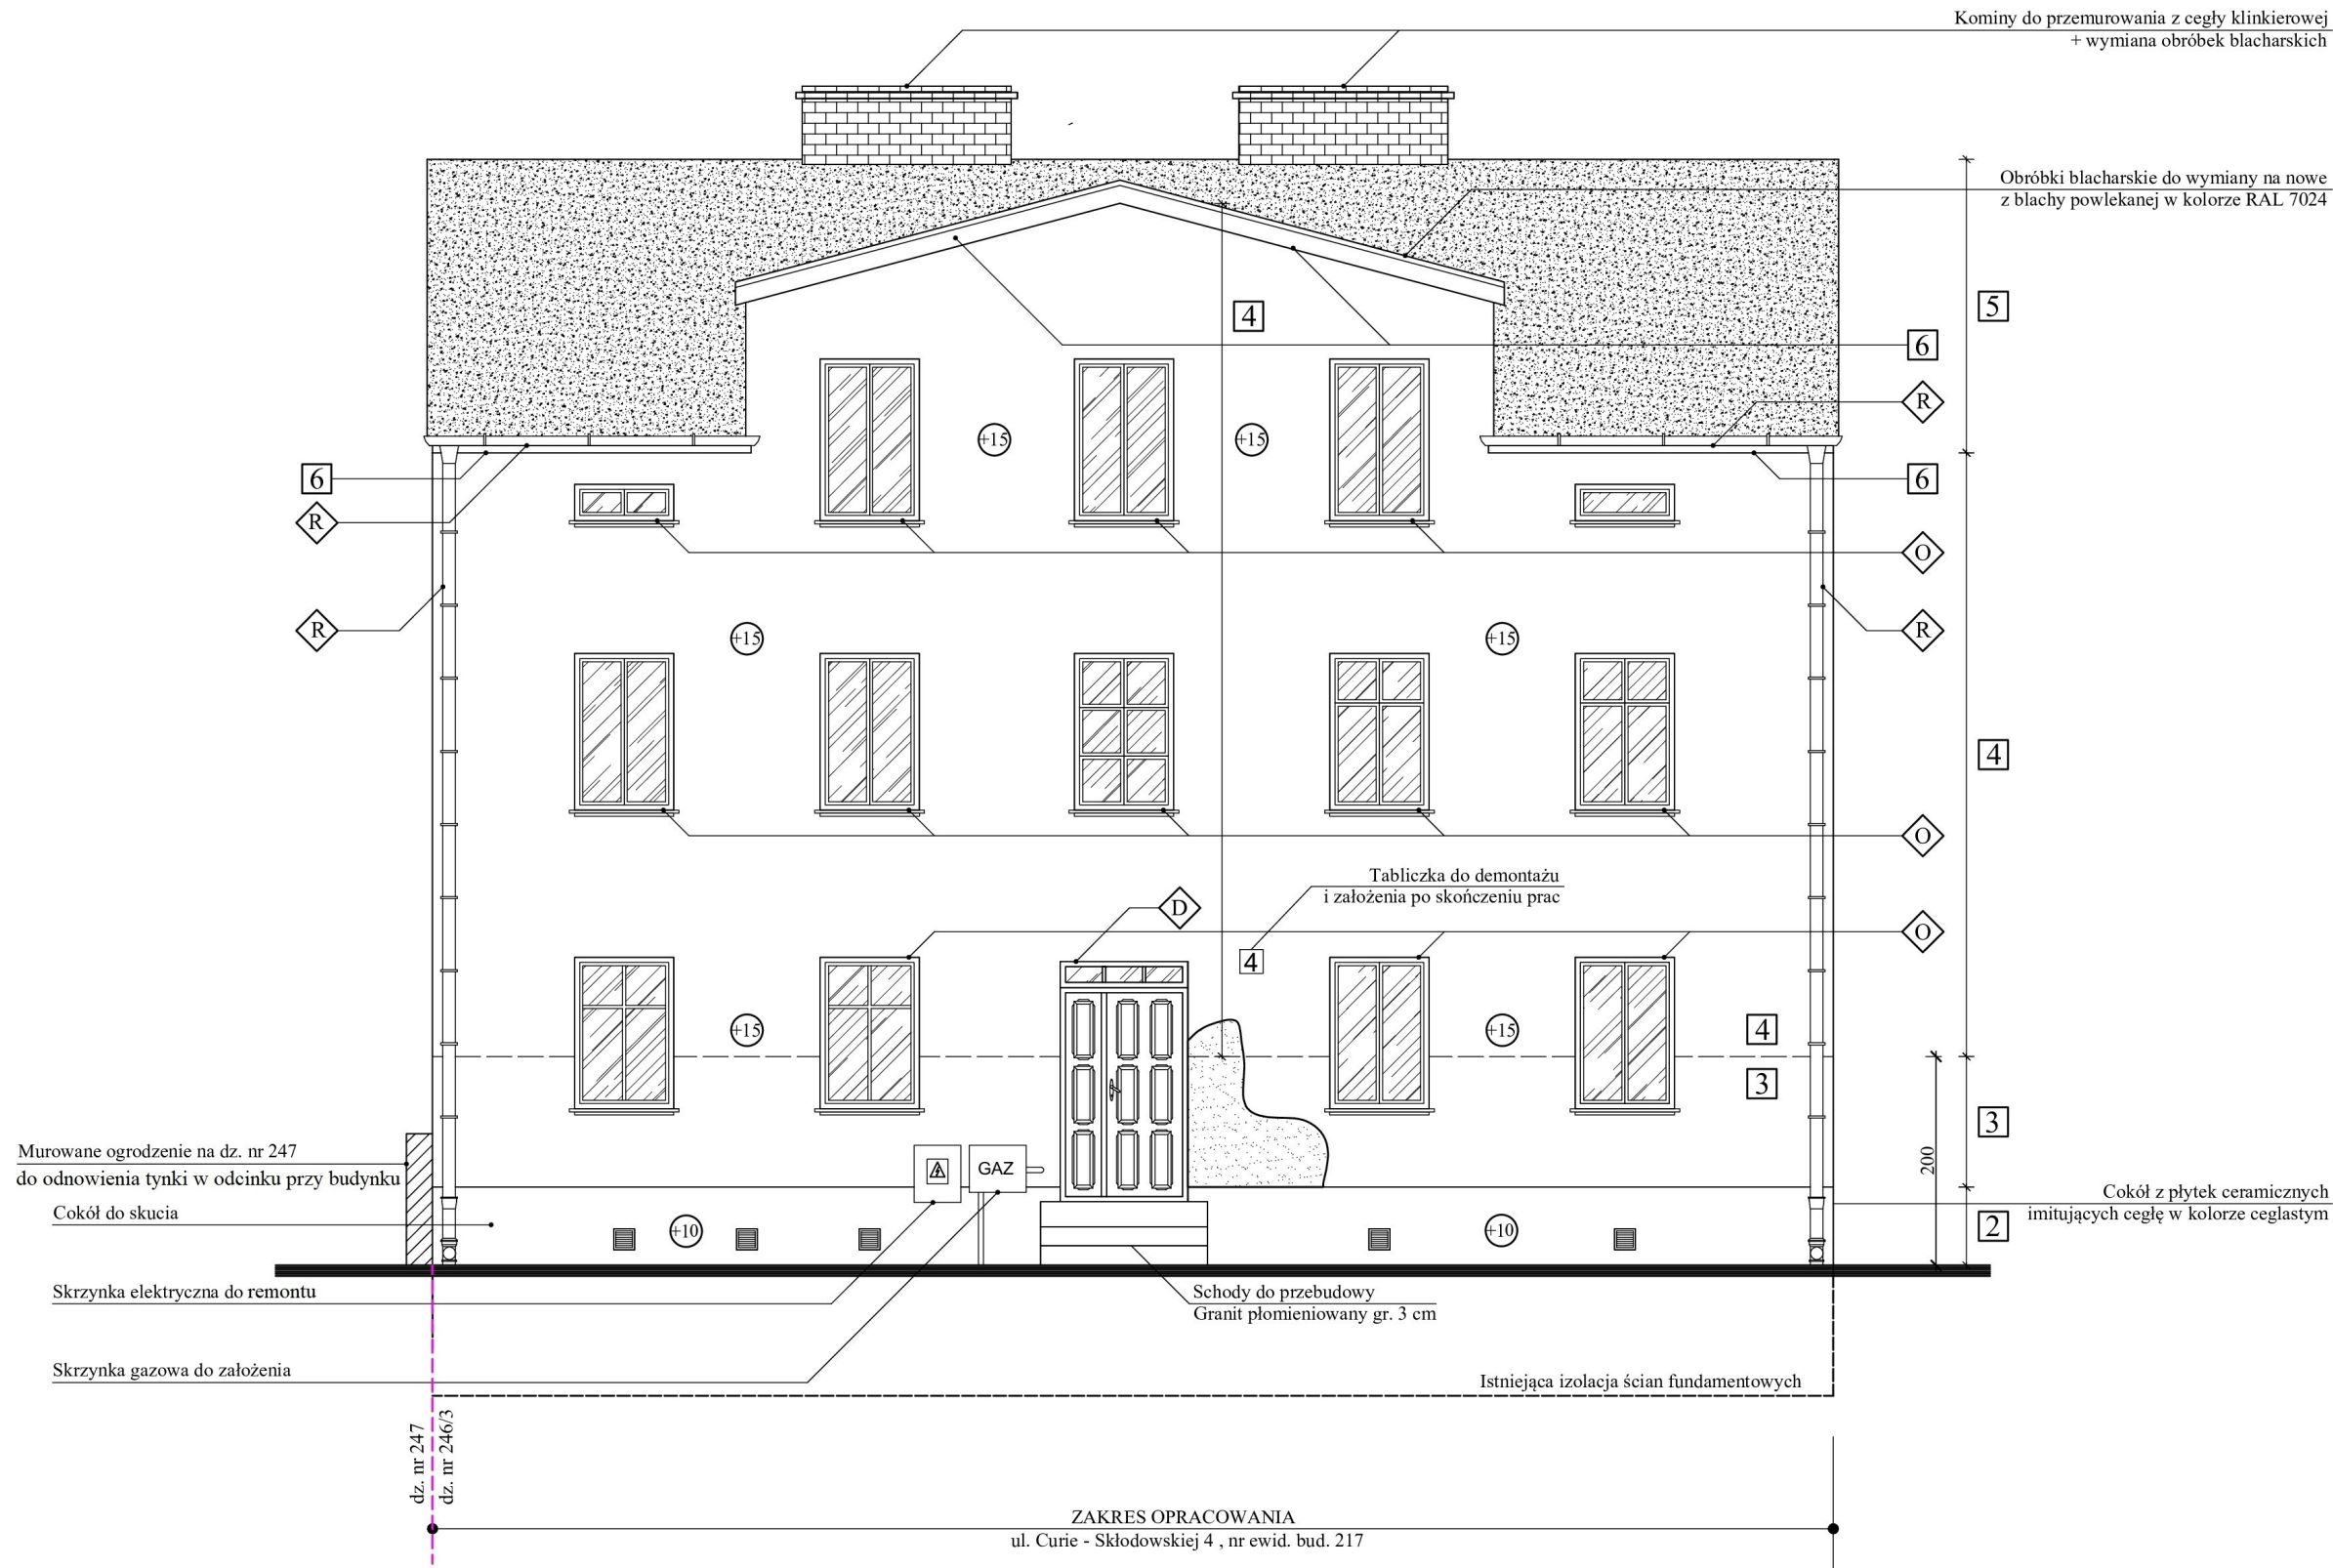 Kominy do przemurowania z cegły klinkierowej
+ wymiana obróbek blacharskich
Obróbki blacharskie do wymiany na nowe
z blachy powlekanej w kolorze RAL 7024
5
4
6
R
+15
+15
6
6
R
O
R
+15
+15
R
4
O
Tabliczka do demontażu
i założenia po skończeniu prac
D
O
4
+15
+15
4
3
3
200
Murowane ogrodzenie na dz. nr 247
do odnowienia tynki w odcinku przy budynku
GAZ
Cokół z płytek ceramicznych
imitujących cegłę w kolorze ceglastym
Cokół do skucia
+10
+10
2
Skrzynka elektryczna do remontu
Schody do przebudowy
Granit płomieniowany gr. 3 cm
Skrzynka gazowa do założenia
Istniejąca izolacja ścian fundamentowych
dz. nr 247
dz. nr 246/3
ZAKRES OPRACOWANIA
ul. Curie - Skłodowskiej 4 , nr ewid. bud. 217